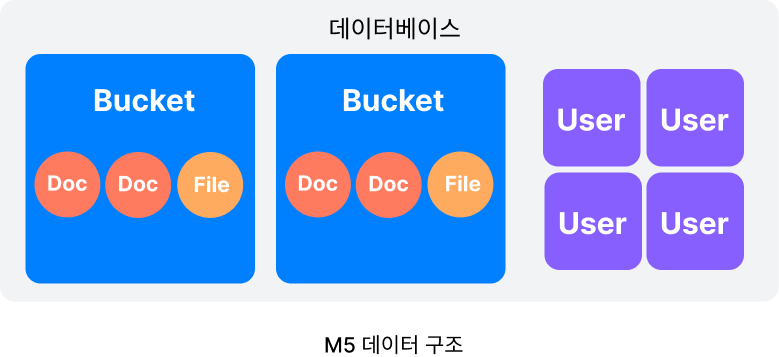 데이터베이스
Bucket
Doc Doc File
Bucket
Doc Doc File
User User
User User
M5 데이터 구조